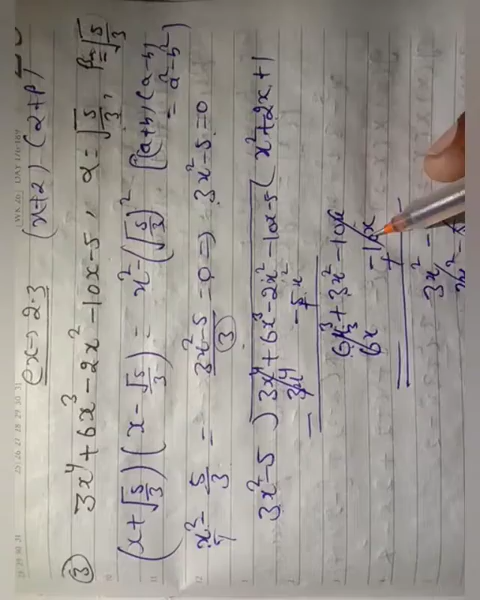 ex → 2.3 (x+2) (2+P)
③ 3x⁴+6x³-2x²-10x-5, α=√5/3, β=-√5/3
(x+√5/3) (x-√5/3) = x²-(√5/3)² [(a+b)(a-b) = a²-b²]
x²-5/3 = 3x²-5/3 = 0 ⇒ 3x²-5=0
3x²-5 ) 3x⁴+6x³-2x²-10x-5 ( x²+2x+1
3x⁴ -5x²
6x³+3x²-10x
6x³ -10x
3x² -
3x² -